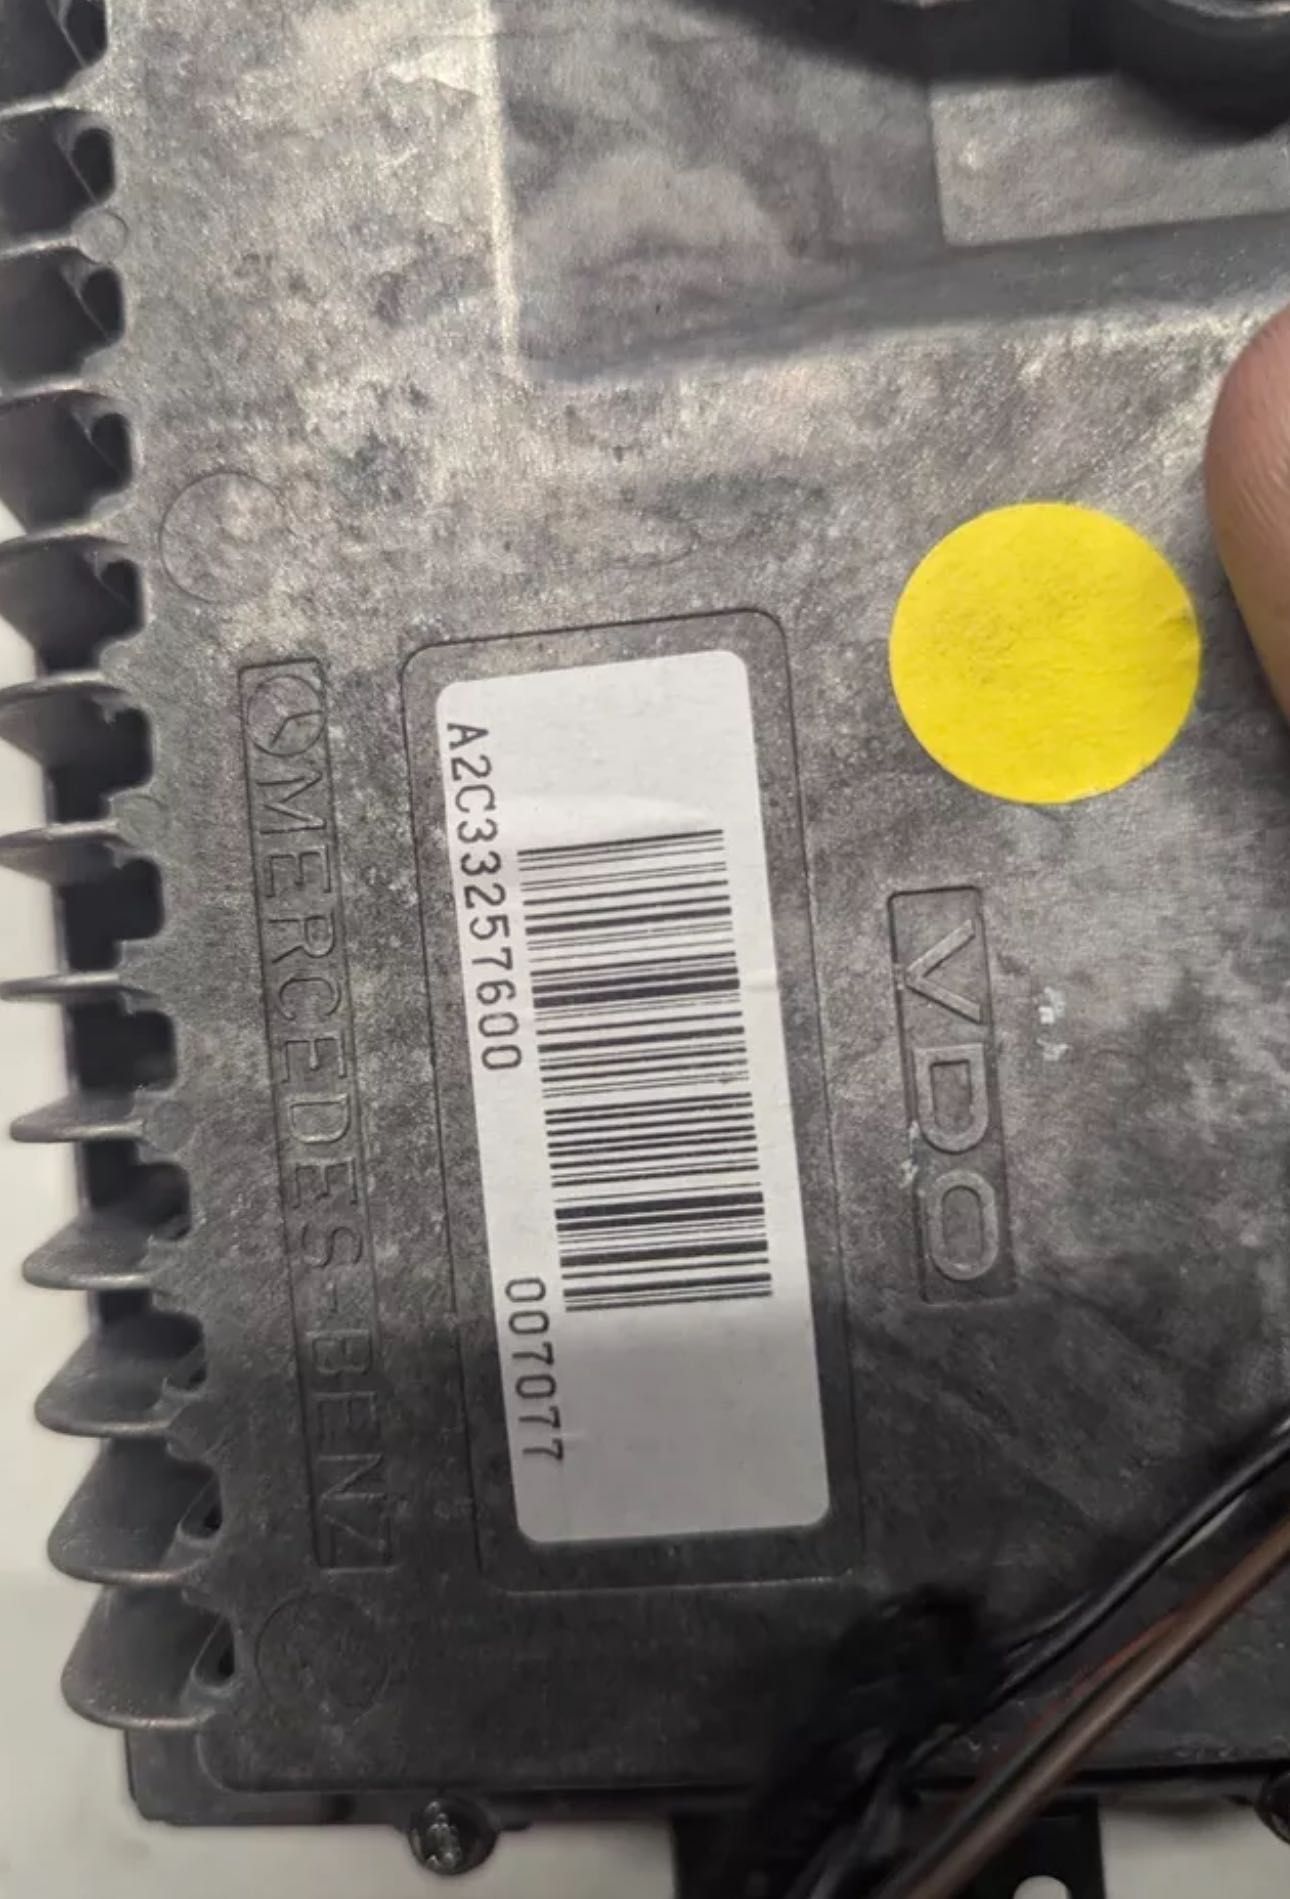 VDO
A2C33257600
007077
MERCEDES-BENZ